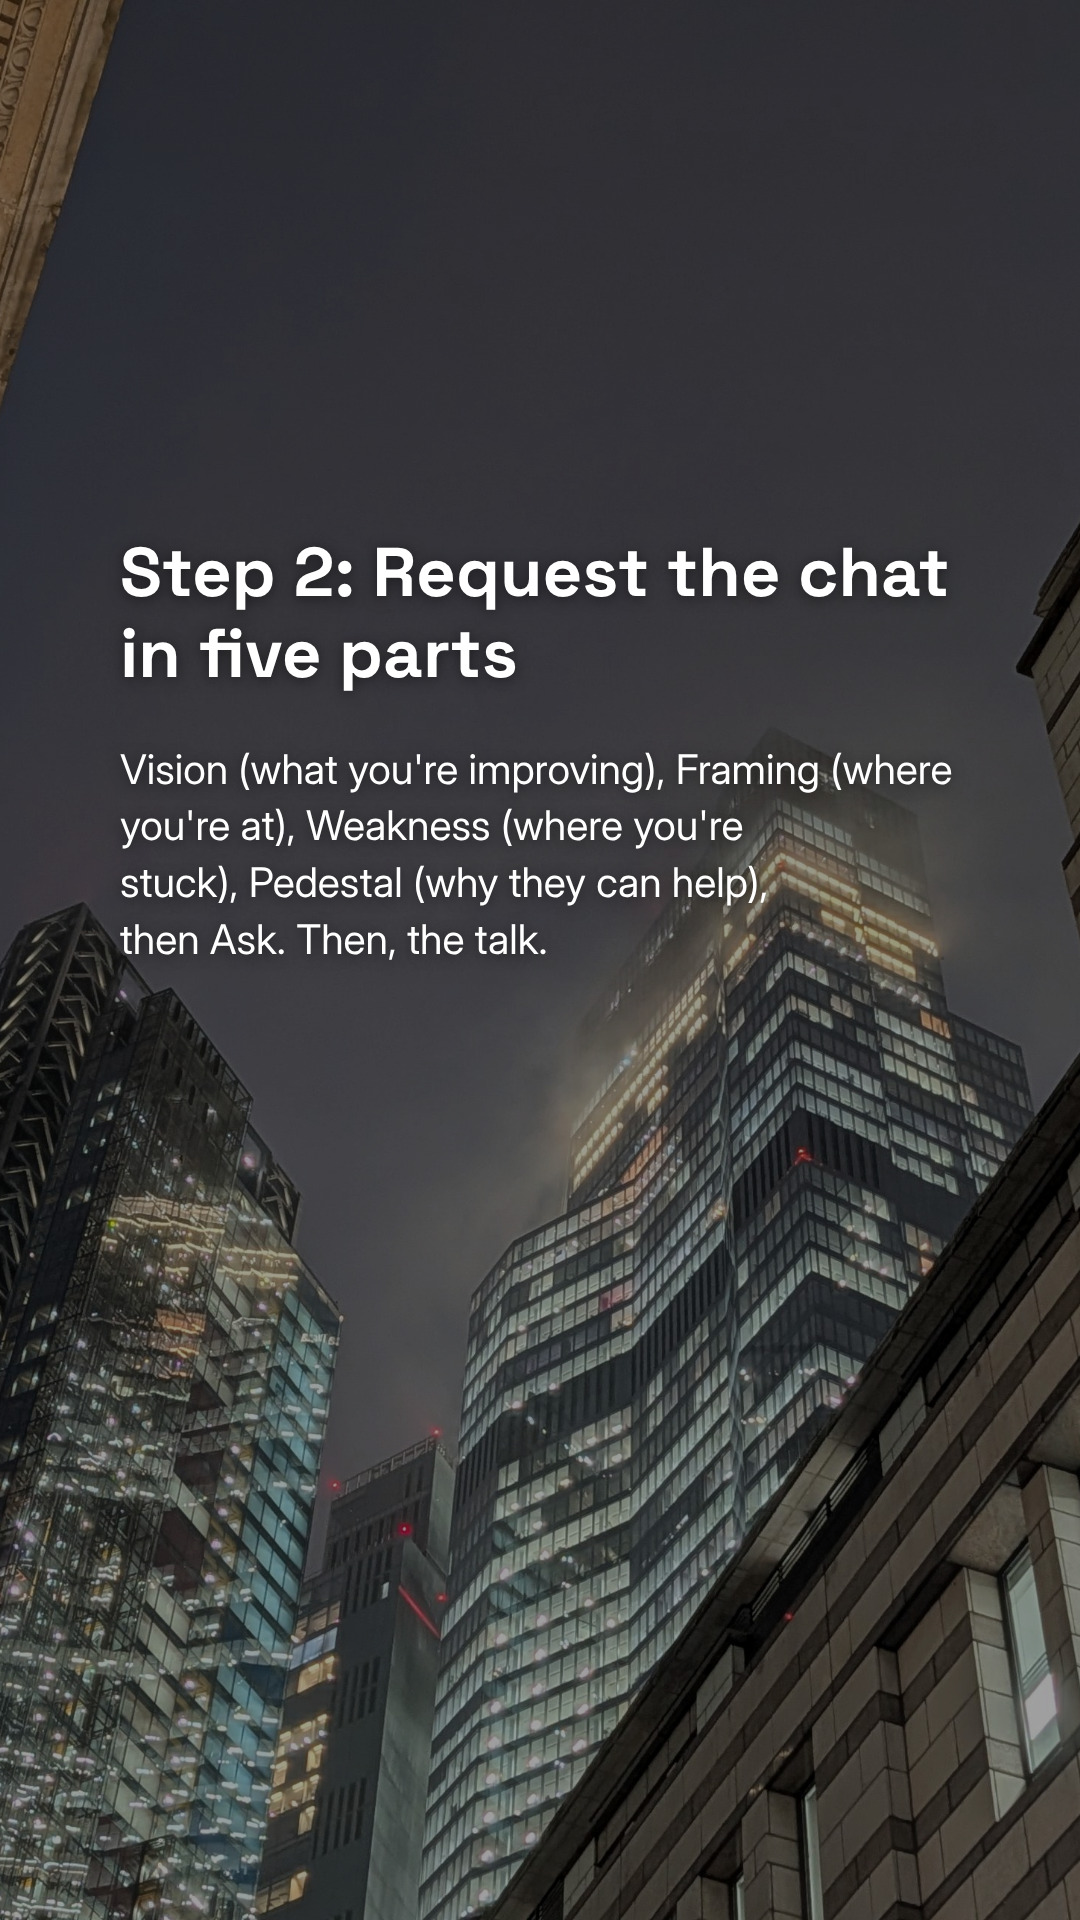 Step 2: Request the chat
in five parts
Vision (what you're improving), Framing (where
you're at), Weakness (where you're
stuck), Pedestal (why they can help),
then Ask. Then, the talk.